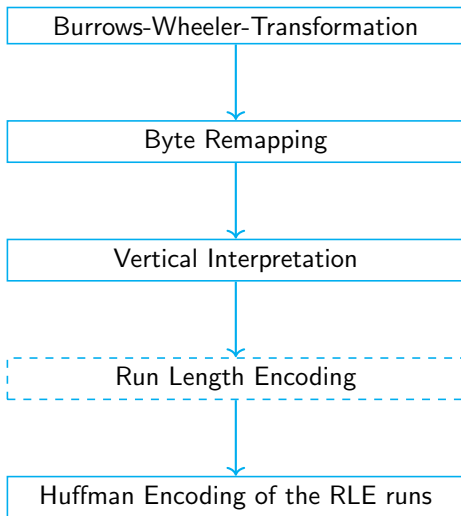 Burrows-Wheeler-Transformation
Byte Remapping
Vertical Interpretation
Run Length Encoding
Huffman Encoding of the RLE runs